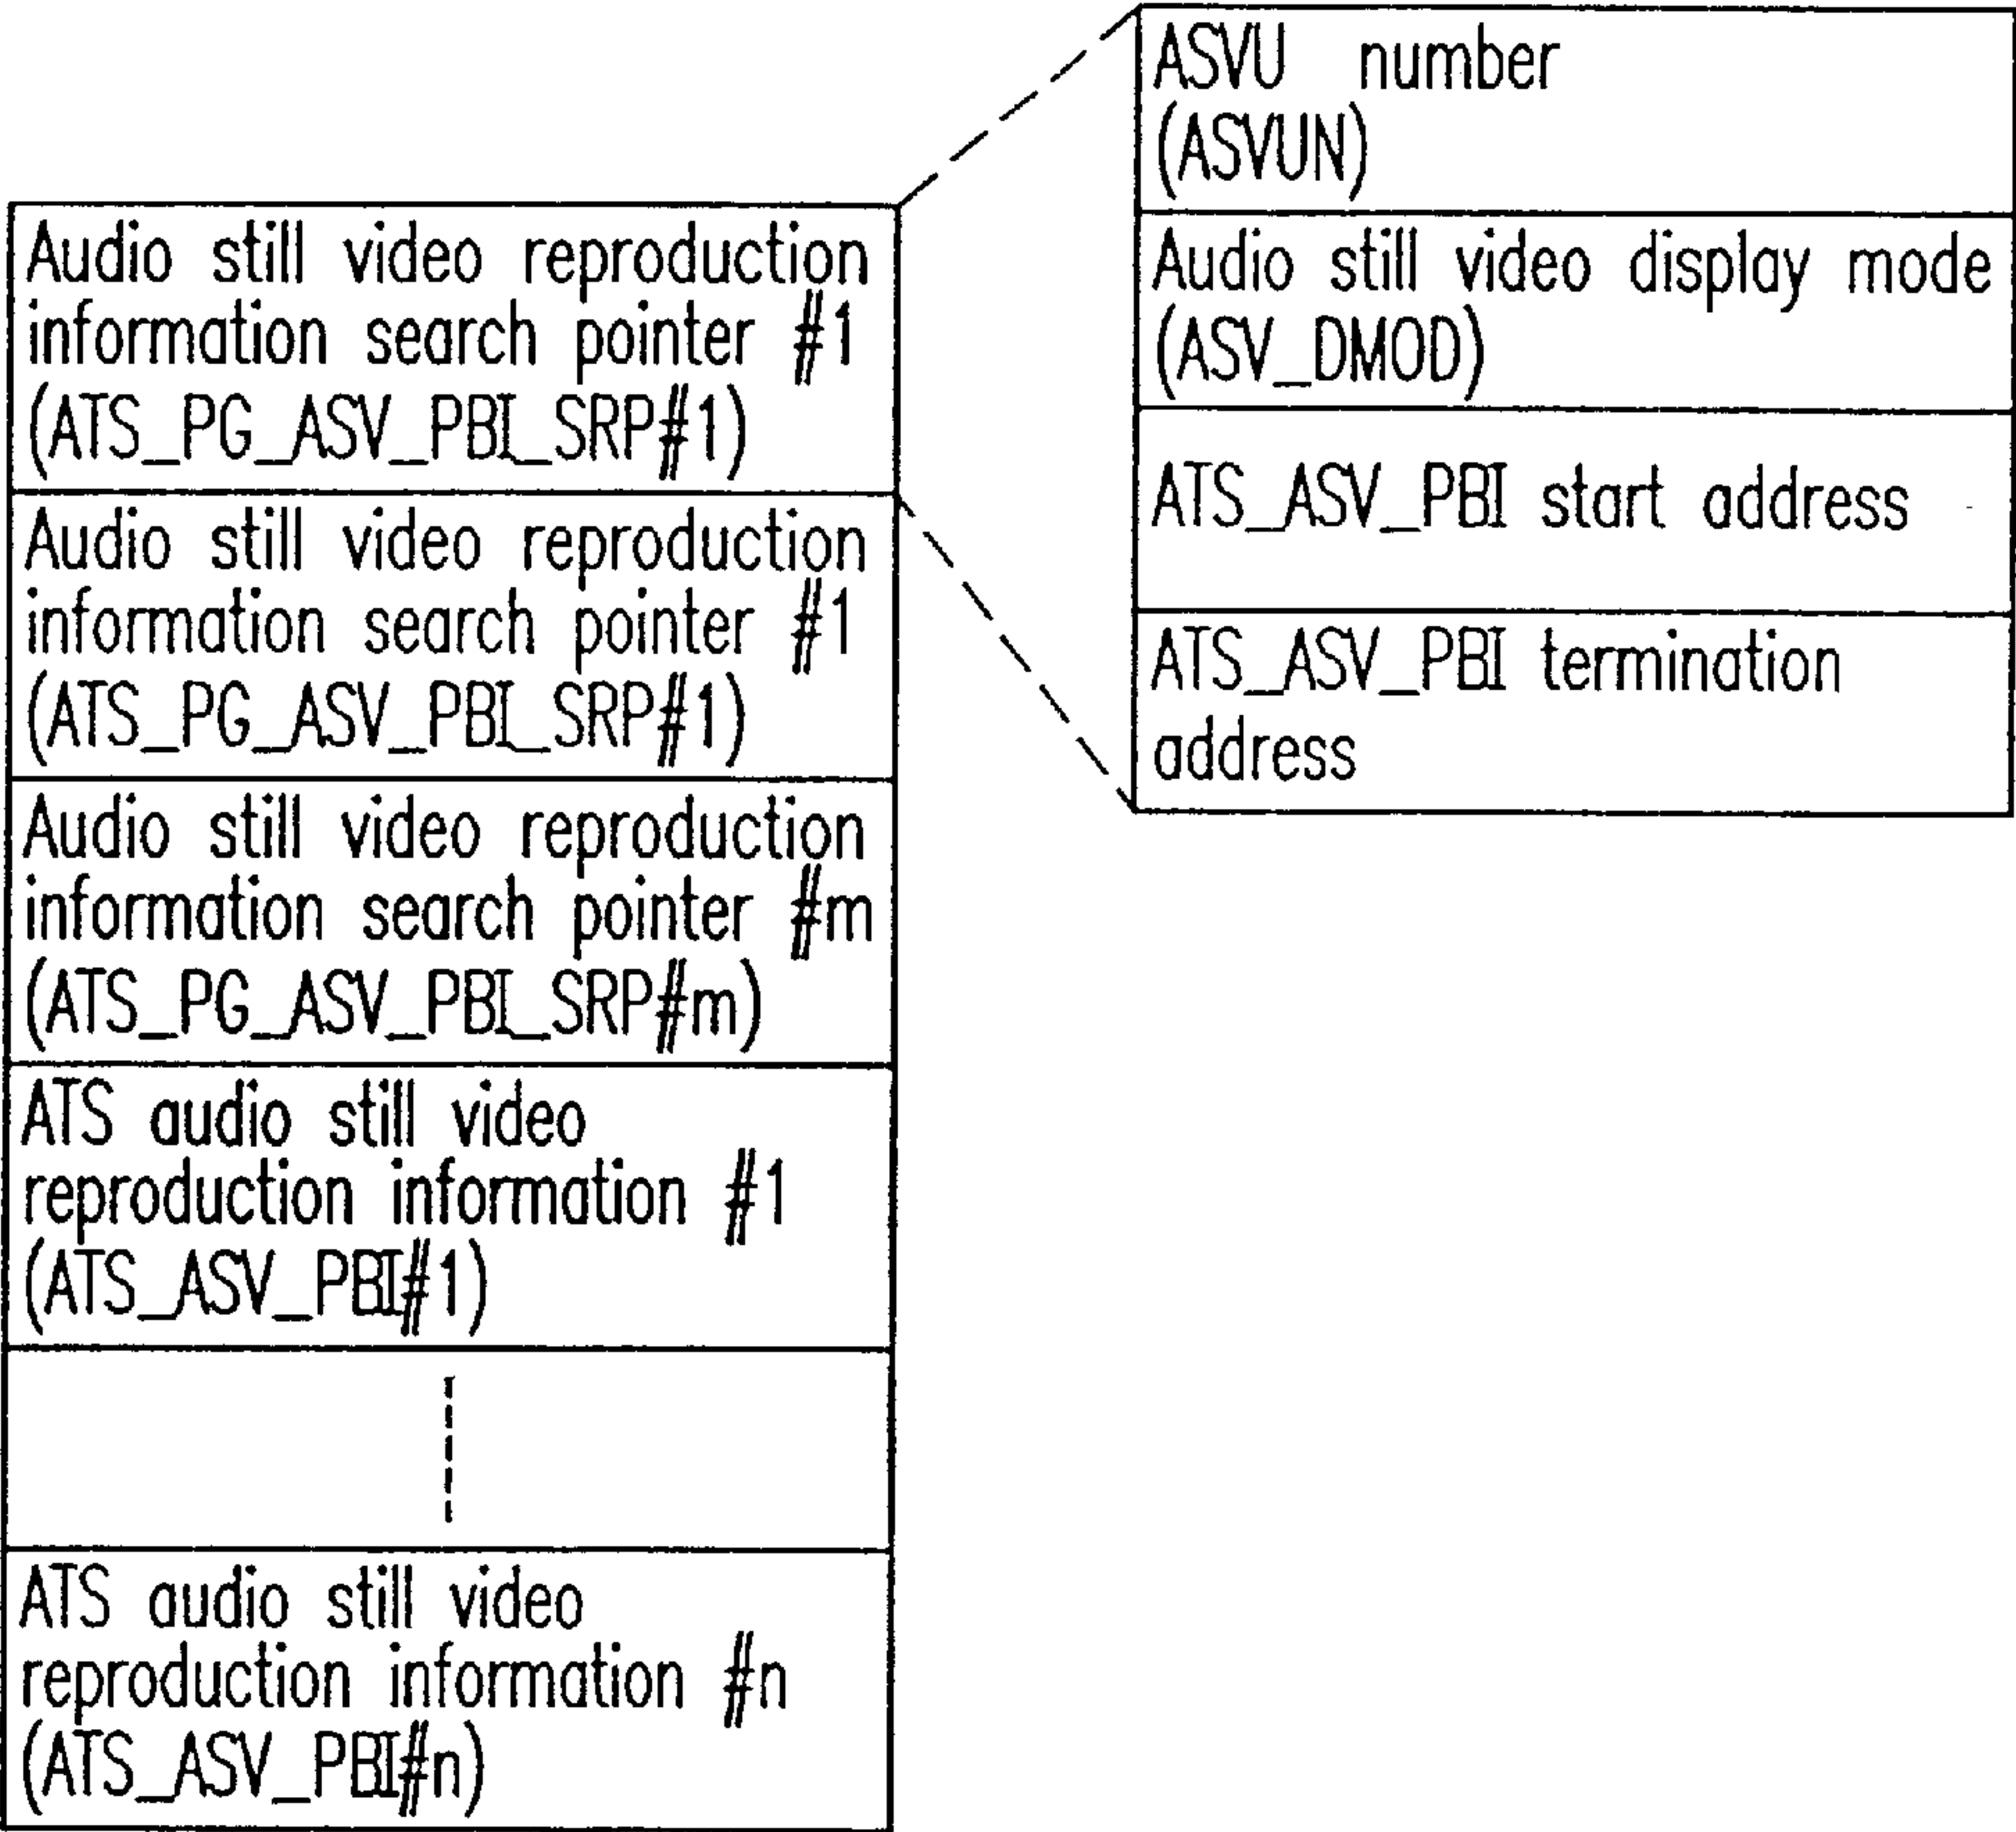 Audio still video reproduction
information search pointer #1
(ATS_PG_ASV_PBI_SRP#1)
Audio still video reproduction
information search pointer #1
(ATS_PG_ASV_PBI_SRP#1)
Audio still video reproduction
information search pointer #m
(ATS_PG_ASV_PBI_SRP#m)
ATS audio still video
reproduction information #1
(ATS_ASV_PBI#1)
ATS audio still video
reproduction information #n
(ATS_ASV_PBI#n)
ASVU number
(ASVUN)
Audio still video display mode
(ASV_DMOD)
ATS_ASV_PBI start address
ATS_ASV_PBI termination
address